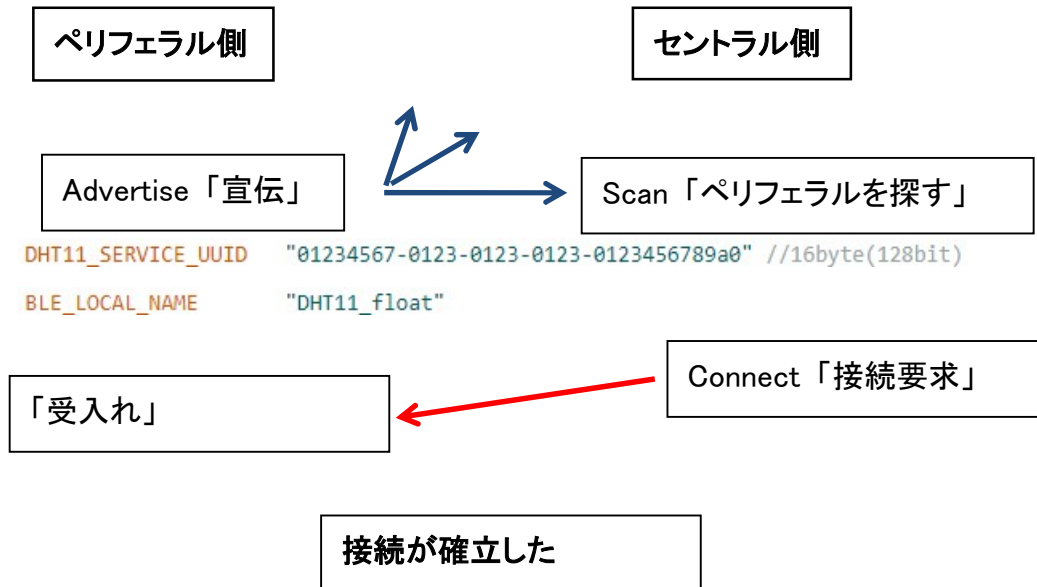 ペリフェラル側
セントラル側
Advertise「宣伝」
Scan「ペリフェラルを探す」
DHT11_SERVICE_UUID "01234567-0123-0123-0123-0123456789a0" //16byte(128bit)
BLE_LOCAL_NAME "DHT11_float"
Connect「接続要求」
「受入れ」
接続が確立した